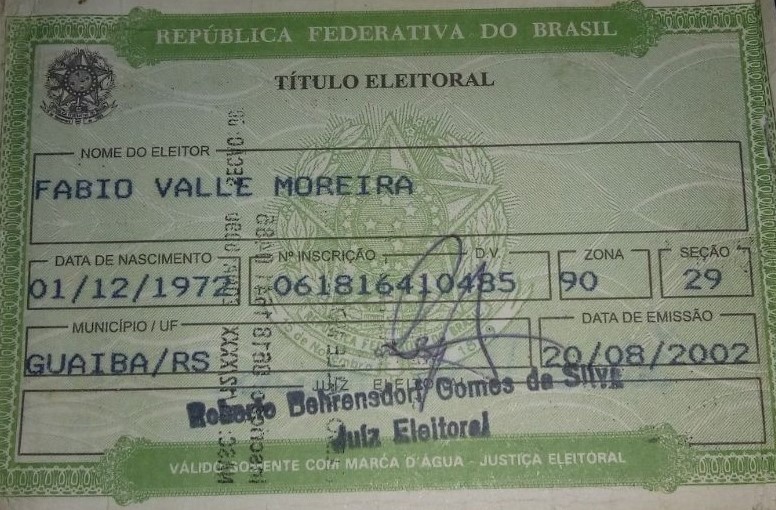 REPÚBLICA FEDERATIVA DO BRASIL
TÍTULO ELEITORAL
NOME DO ELEITOR
FABIO VALLE MOREIRA
DATA DE NASCIMENTO Nº INSCRIÇÃO D.V. ZONA SEÇÃO
01/12/1972 061816410485 90 29
MUNICÍPIO / UF DATA DE EMISSÃO
GUAIBA/RS 20/08/2002
JUIZ ELEITORAL
Roberto Behrensdorf Gomes da Silva
Juiz Eleitoral
VÁLIDO SOMENTE COM MARCA D'ÁGUA - JUSTIÇA ELEITORAL